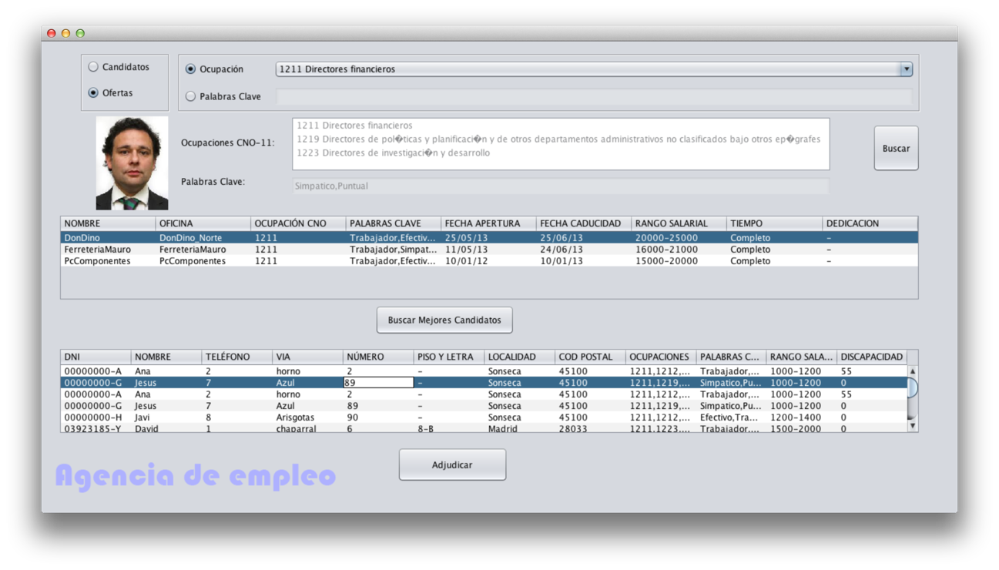 Candidatos
Ofertas
Ocupación 1211 Directores financieros
Palabras Clave
Ocupaciones CNO-11:
1211 Directores financieros
1219 Directores de pol�ticas y planificaci�n y de otros departamentos administrativos no clasificados bajo otros ep�grafes
1223 Directores de investigaci�n y desarrollo
Buscar
Palabras Clave: Simpatico,Puntual
NOMBRE OFICINA OCUPACIÓN CNO PALABRAS CLAVE FECHA APERTURA FECHA CADUCIDAD RANGO SALARIAL TIEMPO DEDICACION
DonDino DonDino_Norte 1211 Trabajador,Efectiv... 25/05/13 25/06/13 20000-25000 Completo -
FerreteriaMauro FerreteriaMauro 1211 Trabajador,Simpat... 11/05/13 24/06/13 16000-21000 Completo -
PcComponentes PcComponentes 1211 Trabajador,Efectiv... 10/01/12 10/01/13 15000-20000 Completo -
Buscar Mejores Candidatos
DNI NOMBRE TELÉFONO VIA NÚMERO PISO Y LETRA LOCALIDAD COD POSTAL OCUPACIONES PALABRAS C... RANGO SALA... DISCAPACIDAD
00000000-A Ana 2 horno 2 - Sonseca 45100 1211,1212,... Trabajador,... 1000-1200 55
00000000-G Jesus 7 Azul 89 - Sonseca 45100 1211,1219,... Simpatico,Pu... 1000-1200 0
00000000-A Ana 2 horno 2 - Sonseca 45100 1211,1212,... Trabajador,... 1000-1200 55
00000000-G Jesus 7 Azul 89 - Sonseca 45100 1211,1219,... Simpatico,Pu... 1000-1200 0
00000000-H Javi 8 Arisgotas 90 - Sonseca 45100 1211,1212,... Efectivo,Tra... 1200-1400 0
03923185-Y David 1 chaparral 6 8-B Madrid 28033 1211,1223,... Trabajador,... 1500-2000 0
Adjudicar
Agencia de empleo